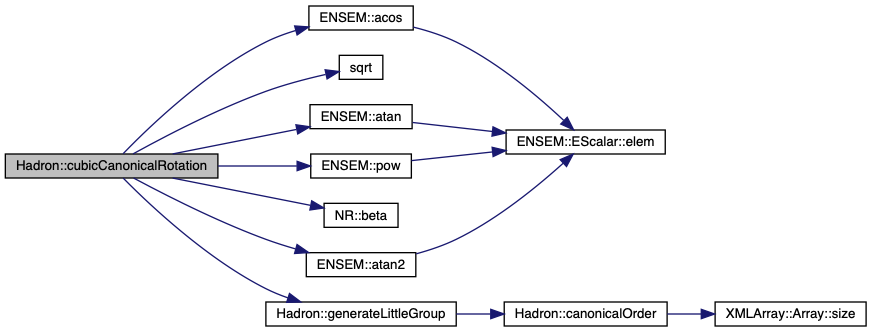 Hadron::cubicCanonicalRotation
ENSEM::acos
sqrt
ENSEM::atan
ENSEM::pow
NR::beta
ENSEM::atan2
Hadron::generateLittleGroup
ENSEM::EScalar::elem
Hadron::canonicalOrder
XMLArray::Array::size